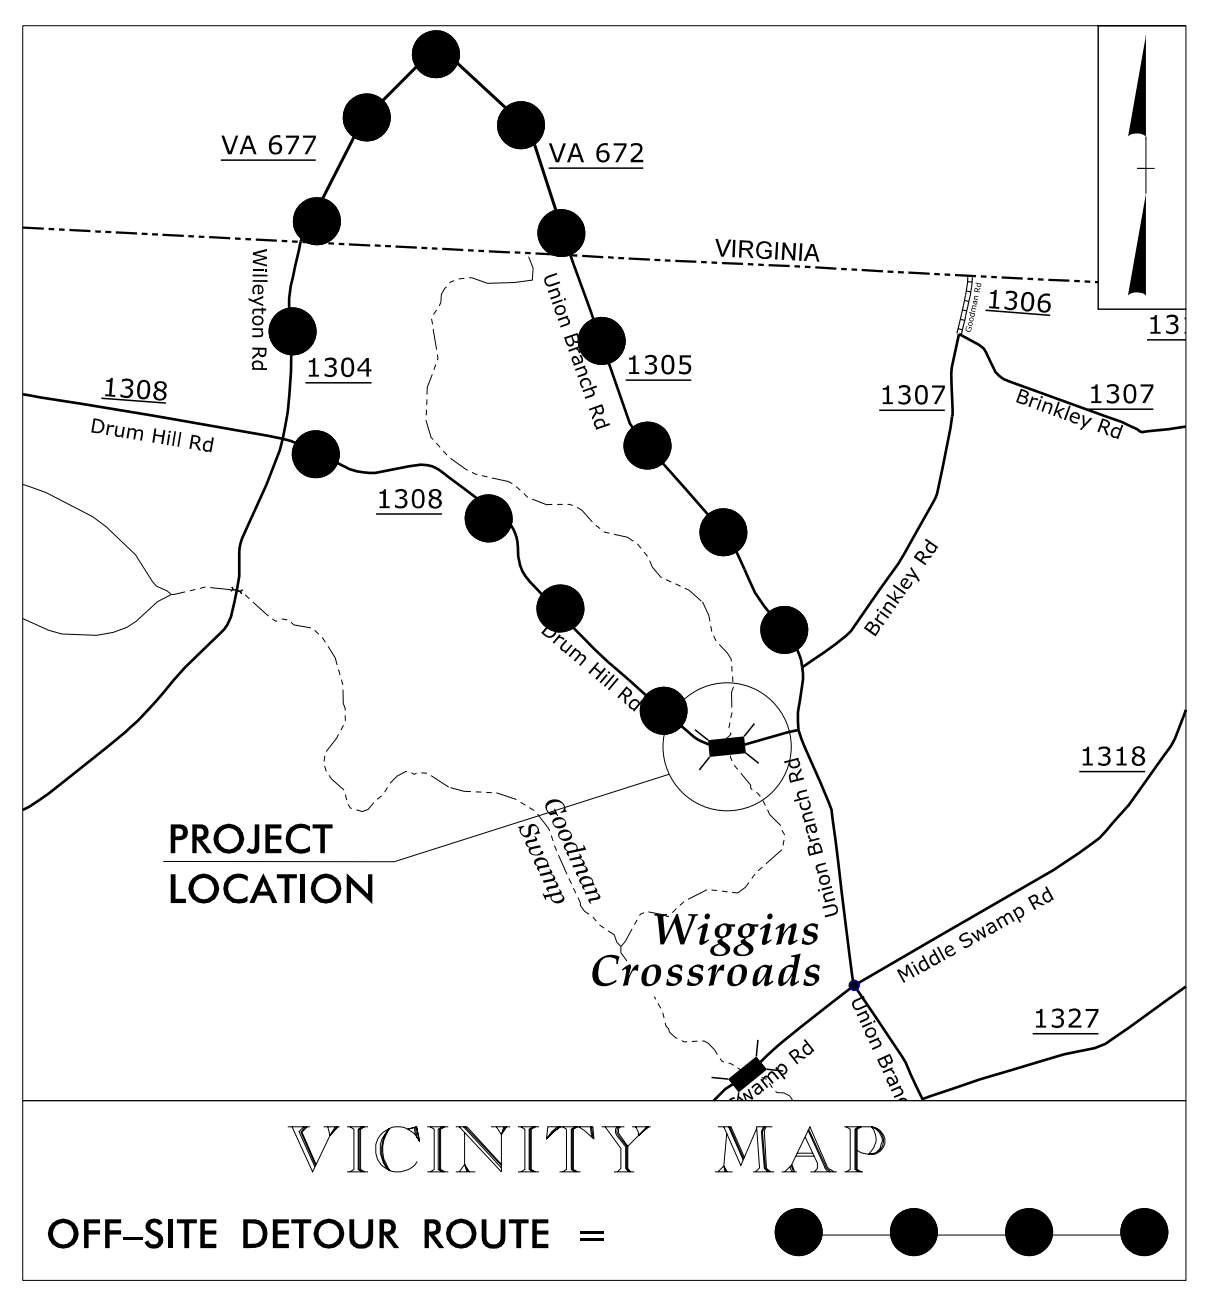 VA 677
VA 672
VIRGINIA
Willeyton Rd
Union Branch Rd
Goodman Rd
1306
1304
1305
1308
Drum Hill Rd
1307
1307
Brinkley Rd
1308
Brinkley Rd
Drum Hill Rd
1318
Union Branch Rd
PROJECT
LOCATION
Goodman
Swamp
Wiggins
Crossroads
Middle Swamp Rd
1327
Union Branc
Swamp Rd
VICINITY MAP
OFF–SITE DETOUR ROUTE =